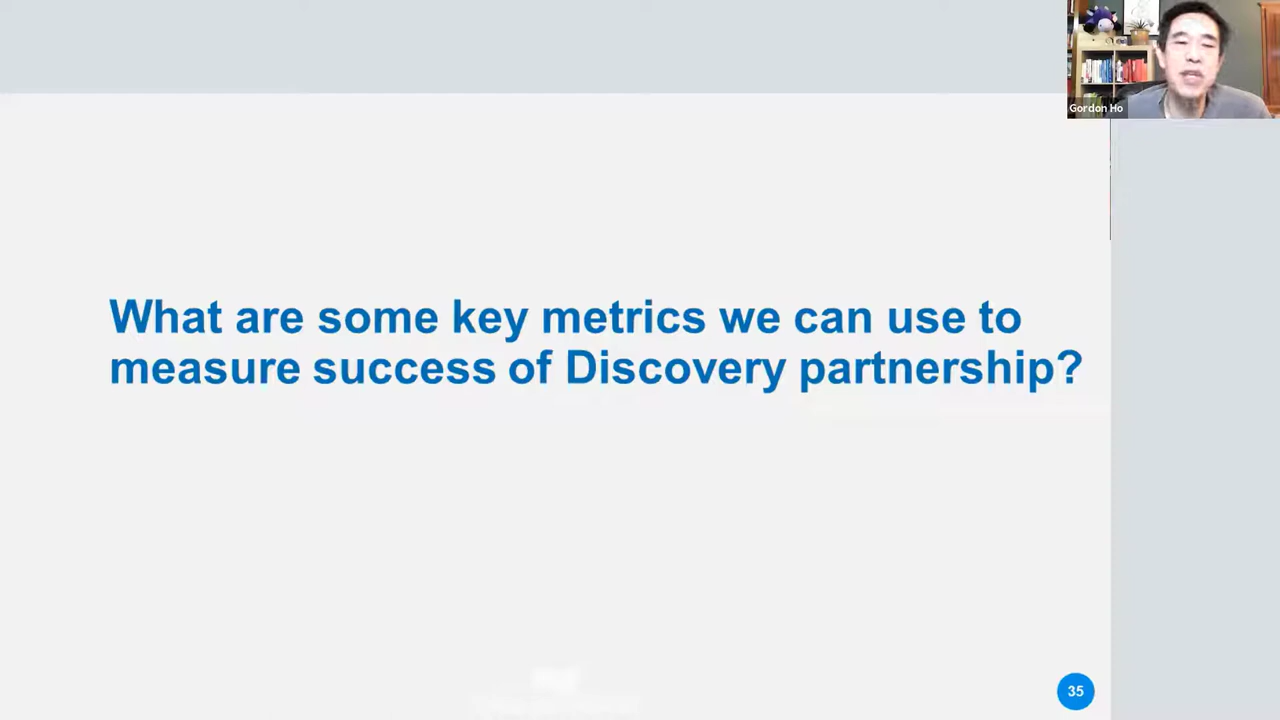 Gordon Ho
What are some key metrics we can use to
measure success of Discovery partnership?
35